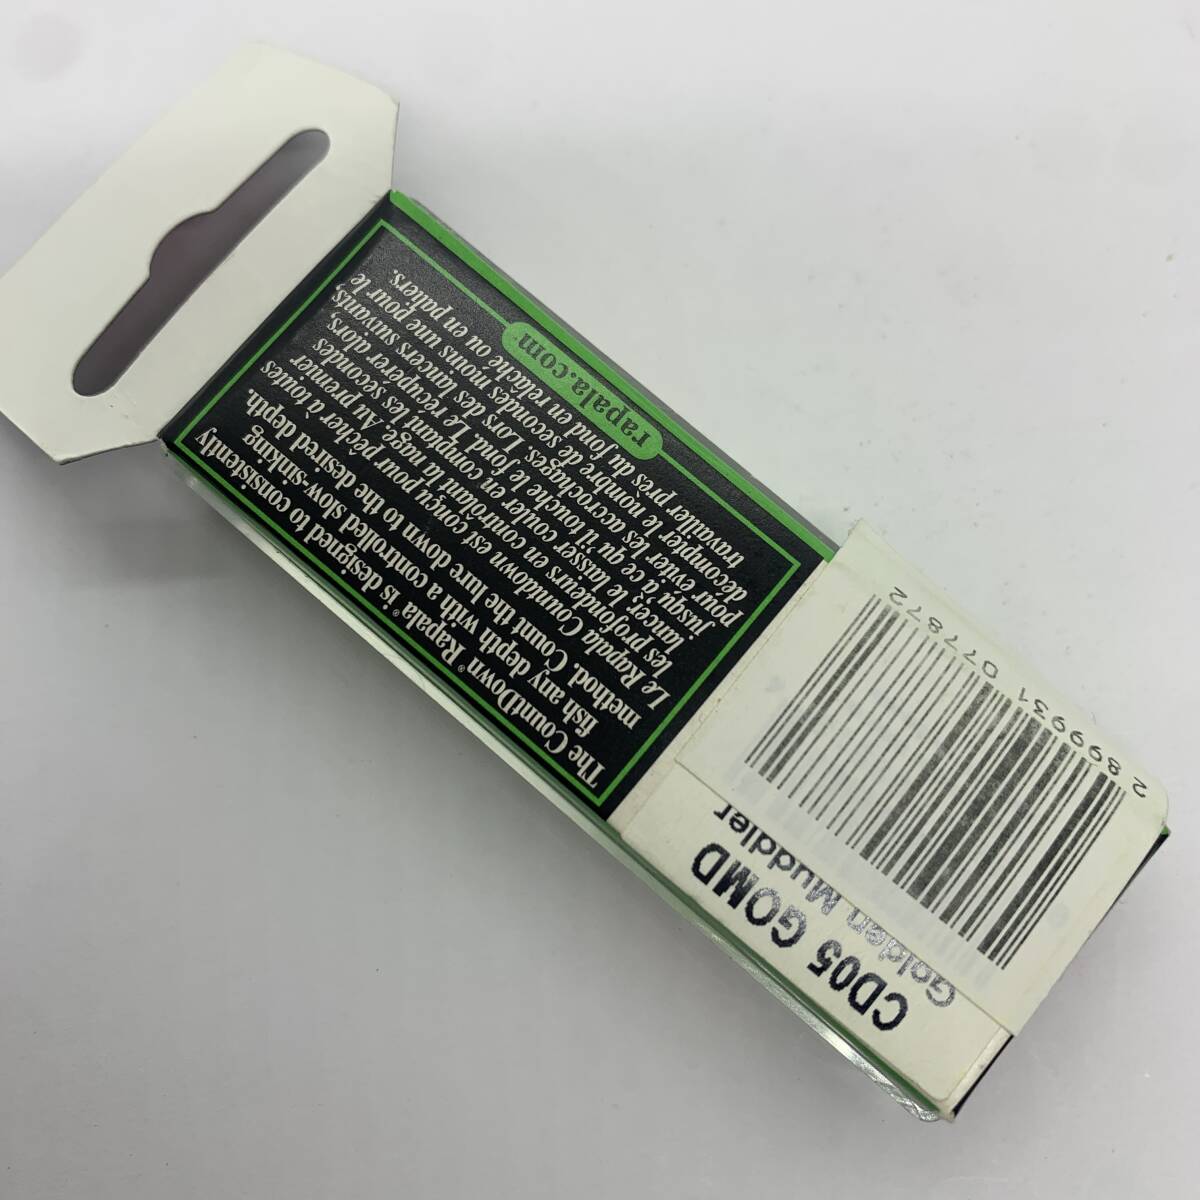 The CountDown® Rapala® is designed to consistently
fish any depth with a controlled slow-sinking
method. Count the lure down to the desired depth.
Le Rapala Countdown est conçu pour pêcher à toutes
les profondeurs en contrôlant la nage. Au premier
lancer, le laisser couler en comptant les secondes
jusqu'à ce qu'il touche le fond. Le récupérer alors
pour éviter les accrochages. Lors des lancers suivants,
décompter le nombre de secondes moins une pour le
travailler près du fond en relâche ou en paliers.
rapala.com
CD05 GOMD
Golden Muddler
2 899931 077872